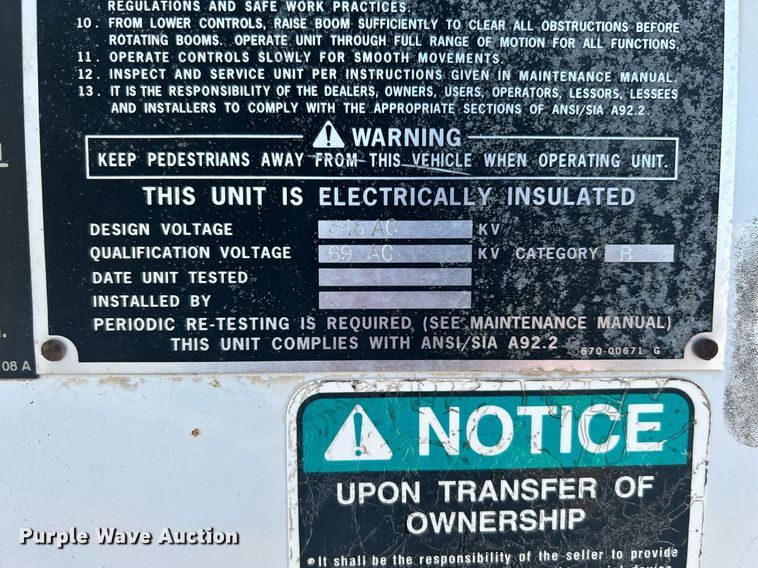 REGULATIONS AND SAFE WORK PRACTICES.
10. FROM LOWER CONTROLS, RAISE BOOM SUFFICIENTLY TO CLEAR ALL OBSTRUCTIONS BEFORE
ROTATING BOOMS. OPERATE UNIT THROUGH FULL RANGE OF MOTION FOR ALL FUNCTIONS.
11. OPERATE CONTROLS SLOWLY FOR SMOOTH MOVEMENTS.
12. INSPECT AND SERVICE UNIT PER INSTRUCTIONS GIVEN IN MAINTENANCE MANUAL.
13. IT IS THE RESPONSIBILITY OF THE DEALERS, OWNERS, USERS, OPERATORS, LESSORS, LESSEES
AND INSTALLERS TO COMPLY WITH THE APPROPRIATE SECTIONS OF ANSI/SIA A92.2.
WARNING
KEEP PEDESTRIANS AWAY FROM THIS VEHICLE WHEN OPERATING UNIT.
THIS UNIT IS ELECTRICALLY INSULATED
DESIGN VOLTAGE AC KV
QUALIFICATION VOLTAGE 69 AC KV CATEGORY B
DATE UNIT TESTED
INSTALLED BY
PERIODIC RE-TESTING IS REQUIRED (SEE MAINTENANCE MANUAL)
THIS UNIT COMPLIES WITH ANSI/SIA A92.2
670-00671 G
08 A
NOTICE
UPON TRANSFER OF
OWNERSHIP
It shall be the responsibility of the seller to provide
Purple Wave Auction